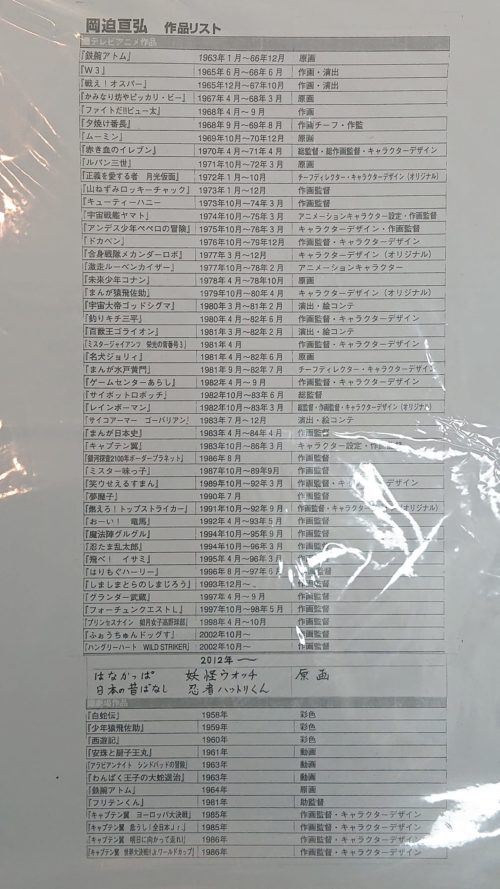 岡迫亘弘　作品リスト
■テレビアニメ作品
『鉄腕アトム』 1963年1月～66年12月 原画
『W3』 1965年6月～66年6月 作画・演出
『戦え！オスパー』 1965年12月～67年10月 作画・演出
『かみなり坊やピッカリ・ビー』 1967年4月～68年3月 原画
『ファイトだ!!ピュー太』 1968年4月～9月 作画
『夕焼け番長』 1968年9月～69年8月 作画チーフ・作監
『ムーミン』 1969年10月～70年12月 原画
『赤き血のイレブン』 1970年4月～71年4月 総監督・総作画監督・キャラクターデザイン
『ルパン三世』 1971年10月～72年3月 原画
『正義を愛する者　月光仮面』 1972年1月～10月 チーフディレクター・キャラクターデザイン(オリジナル)
『山ねずみロッキーチャック』 1973年1月～12月 作画監督
『キューティーハニー 1973年10月～74年3月 作画監督
『宇宙戦艦ヤマト』 1974年10月～75年3月 アニメーションキャラクター設定・作画監督
『アンデス少年ペペロの冒険』 1975年10月～76年3月 キャラクターデザイン・作画監督
『ドカベン』 1976年10月～79年12月 作画監督・キャラクターデザイン
『合身戦隊メカンダーロボ』 1977年3月～12月 キャラクターデザイン(オリジナル)
『激走ルーベンカイザー』 1977年10月～78年2月 アニメーションキャラクター
『未来少年コナン』 1978年4月～78年10月 原画
『まんが猿飛佐助』 1979年10月～80年4月 キャラクターデザイン(オリジナル)
『宇宙大帝ゴッドシグマ』 1980年3月～81年2月 演出・絵コンテ
『釣りキチ三平』 1980年4月～82年6月 作画監督・キャラクターデザイン
『百獣王ゴライオン』 1981年3月～82年2月 演出・絵コンテ
『ミスタージャイアンツ　栄光の背番号3』 1981年4月 作画監督・キャラクターデザイン
『名犬ジョリィ』 1981年4月～82年6月 原画
『まんが水戸黄門』 1981年9月～82年7月 チーフディレクター・キャラクターデザイン
『ゲームセンターあらし』 1982年4月～9月 作画監督・キャラクターデザイン
『サイボットロボッチ』 1982年10月～83年6月 総監督
『レインボーマン』 1982年10月～83年3月 総監督・作画監督・キャラクターデザイン(オリジナル)
『サイコアーマー　ゴーバリアン』 1983年7月～12月 演出・絵コンテ
『まんが日本史』 1983年4月～84年4月 作画監督
『キャプテン翼』 1983年10月～86年3月 キャラクター設定・作画監督
『銀河探査2100年ボーダープラネット』 1986年8月 作画監督
『ミスター味っ子』 1987年10月～89年9月 作画監督
『笑ゥせぇるすまん』 1989年10月～92年3月 作画監督・キャラクターデザイン
『夢魔子』 1990年7月 作画監督
『燃えろ！トップストライカー』 1991年10月～92年9月 作画監督・キャラクターデザイン(オリジナル)
『おーい！　竜馬』 1992年4月～93年5月 作画監督
『魔法陣グルグル』 1994年10月～95年9月 作画監督
『忍たま乱太郎』 1994年10月～96年3月 作画監督
『飛べ！　イサミ』 1995年4月～96年3月 作画監督
『はりもぐハーリー』 1996年8月～97年6月 作画監督
『しましまとらのしまじろう』 1993年12月～ 作画監督
『グランダー武蔵』 1997年4月～9月 作画監督
『フォーチュンクエストL』 1997年10月～98年5月 作画監督
『プリンセスナイン　如月女子高野球部』 1998年4月～10月 作画監督
『ふぉうちゅんドッグす』 2002年10月～ 作画監督
『ハングリーハート　WILD STRIKER』 2002年10月～ 作画監督
2012年～
はなかっぱ　妖怪ウォッチ　原画
日本の昔ばなし　忍者ハットリくん
■劇場作品
『白蛇伝』 1958年 彩色
『少年猿飛佐助』 1959年 彩色
『西遊記』 1960年 彩色
『安珠と厨子王丸』 1961年 動画
『アラビアンナイト　シンドバッドの冒険』 1963年 動画
『わんぱく王子の大蛇退治』 1963年 動画
『鉄腕アトム』 1964年 原画
『フリテンくん』 1981年 助監督
『キャプテン翼　ヨーロッパ大決戦』 1985年 作画監督・キャラクターデザイン
『キャプテン翼　危うし！全日本Jr.』 1985年 作画監督・キャラクターデザイン
『キャプテン翼　明日に向かって走れ!』 1986年 作画監督・キャラクターデザイン
『キャプテン翼　世界大決戦!!Jr.ワールドカップ』 1986年 作画監督・キャラクターデザイン